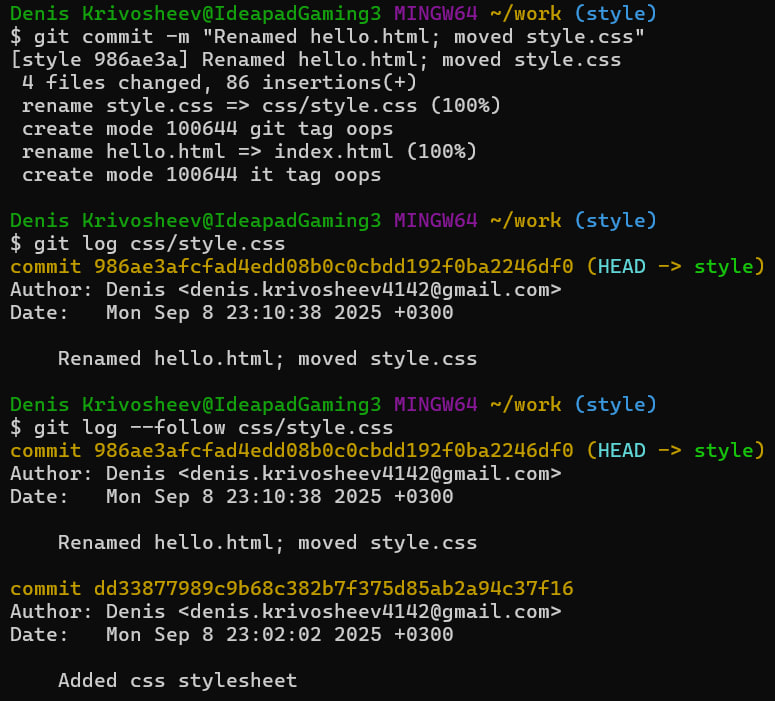 Denis Krivosheev@IdeapadGaming3 MINGW64 ~/work (style)
$ git commit -m "Renamed hello.html; moved style.css"
[style 986ae3a] Renamed hello.html; moved style.css
 4 files changed, 86 insertions(+)
 rename style.css => css/style.css (100%)
 create mode 100644 git tag oops
 rename hello.html => index.html (100%)
 create mode 100644 it tag oops

Denis Krivosheev@IdeapadGaming3 MINGW64 ~/work (style)
$ git log css/style.css
commit 986ae3afcfad4edd08b0c0cbdd192f0ba2246df0 (HEAD -> style)
Author: Denis <denis.krivosheev4142@gmail.com>
Date:   Mon Sep 8 23:10:38 2025 +0300

    Renamed hello.html; moved style.css

Denis Krivosheev@IdeapadGaming3 MINGW64 ~/work (style)
$ git log --follow css/style.css
commit 986ae3afcfad4edd08b0c0cbdd192f0ba2246df0 (HEAD -> style)
Author: Denis <denis.krivosheev4142@gmail.com>
Date:   Mon Sep 8 23:10:38 2025 +0300

    Renamed hello.html; moved style.css

commit dd33877989c9b68c382b7f375d85ab2a94c37f16
Author: Denis <denis.krivosheev4142@gmail.com>
Date:   Mon Sep 8 23:02:02 2025 +0300

    Added css stylesheet